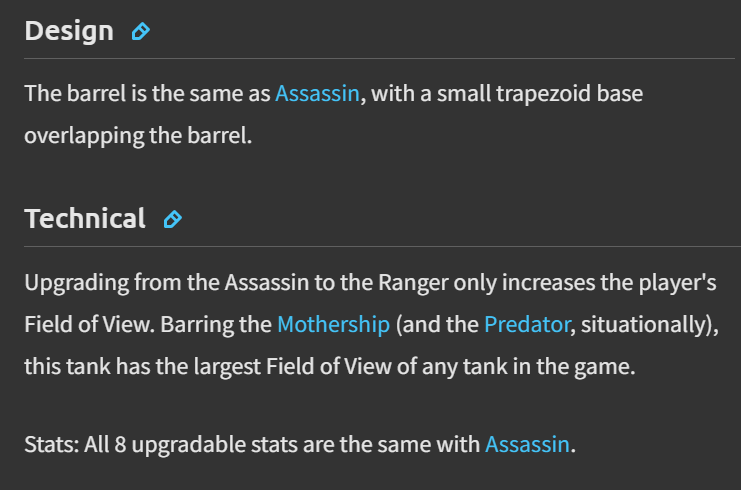 Design
The barrel is the same as Assassin, with a small trapezoid base
overlapping the barrel.
Technical
Upgrading from the Assassin to the Ranger only increases the player's
Field of View. Barring the Mothership (and the Predator, situationally),
this tank has the largest Field of View of any tank in the game.
Stats: All 8 upgradable stats are the same with Assassin.